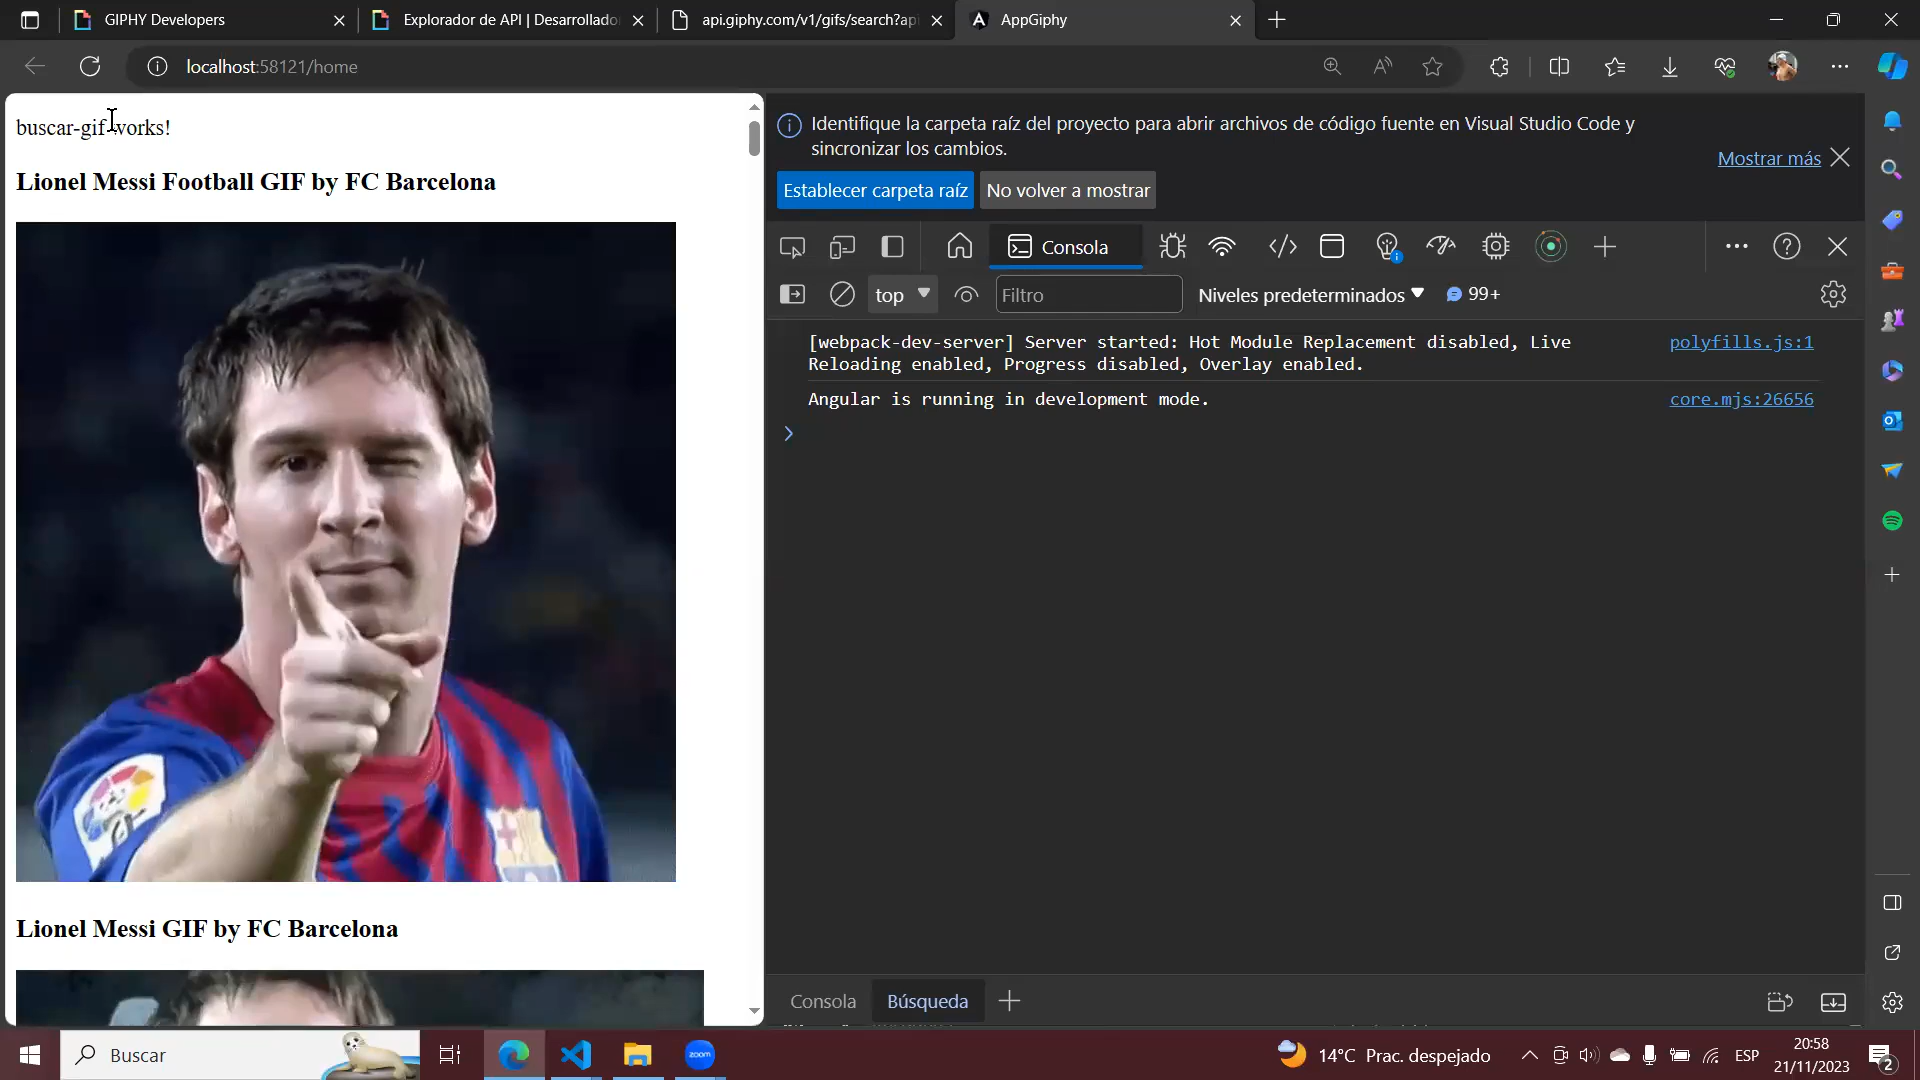 GIPHY Developers
Explorador de API | Desarrollado
api.giphy.com/v1/gifs/search?api
AppGiphy
localhost:58121/home
buscar-gif works!
Lionel Messi Football GIF by FC Barcelona
Lionel Messi GIF by FC Barcelona
Identifique la carpeta raíz del proyecto para abrir archivos de código fuente en Visual Studio Code y
sincronizar los cambios.
Mostrar más
Establecer carpeta raíz
No volver a mostrar
Consola
top
Filtro
Niveles predeterminados
99+
[webpack-dev-server] Server started: Hot Module Replacement disabled, Live
Reloading enabled, Progress disabled, Overlay enabled.
polyfills.js:1
Angular is running in development mode.
core.mjs:26656
Consola
Búsqueda
Buscar
zoom
14°C Prac. despejado
ESP
20:58
21/11/2023
2